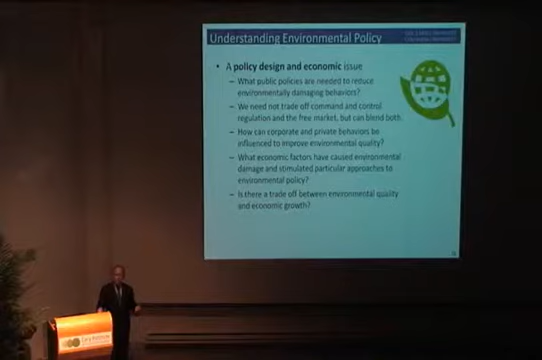 Understanding Environmental Policy
• A policy design and economic issue
– What public policies are needed to reduce
environmentally damaging behaviors?
– We need not trade off command and control
regulation and the free market, but can blend both.
– How can corporate and private behaviors be
influenced to improve environmental quality?
– What economic factors have caused environmental
damage and stimulated particular approaches to
environmental policy?
– Is there a trade off between environmental quality
and economic growth?